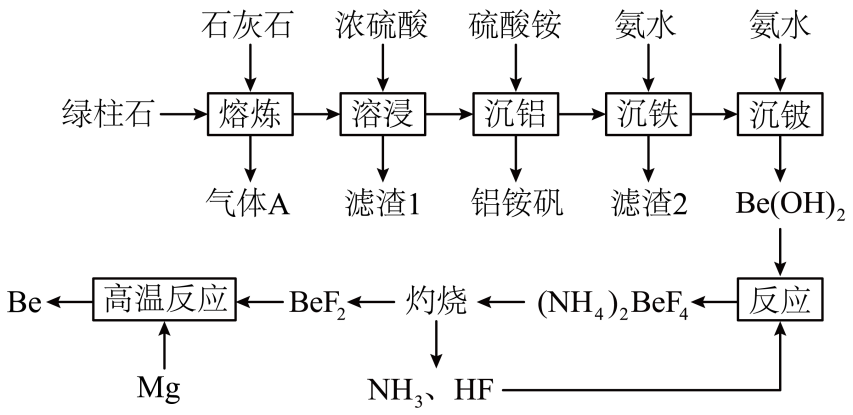 石灰石 浓硫酸 硫酸铵 氨水 氨水
绿柱石 熔炼 溶浸 沉铝 沉铁 沉铍
气体A 滤渣1 铝铵矾 滤渣2 Be(OH)₂
Be 高温反应 BeF₂ 灼烧 (NH₄)₂BeF₄ 反应
Mg NH₃、HF